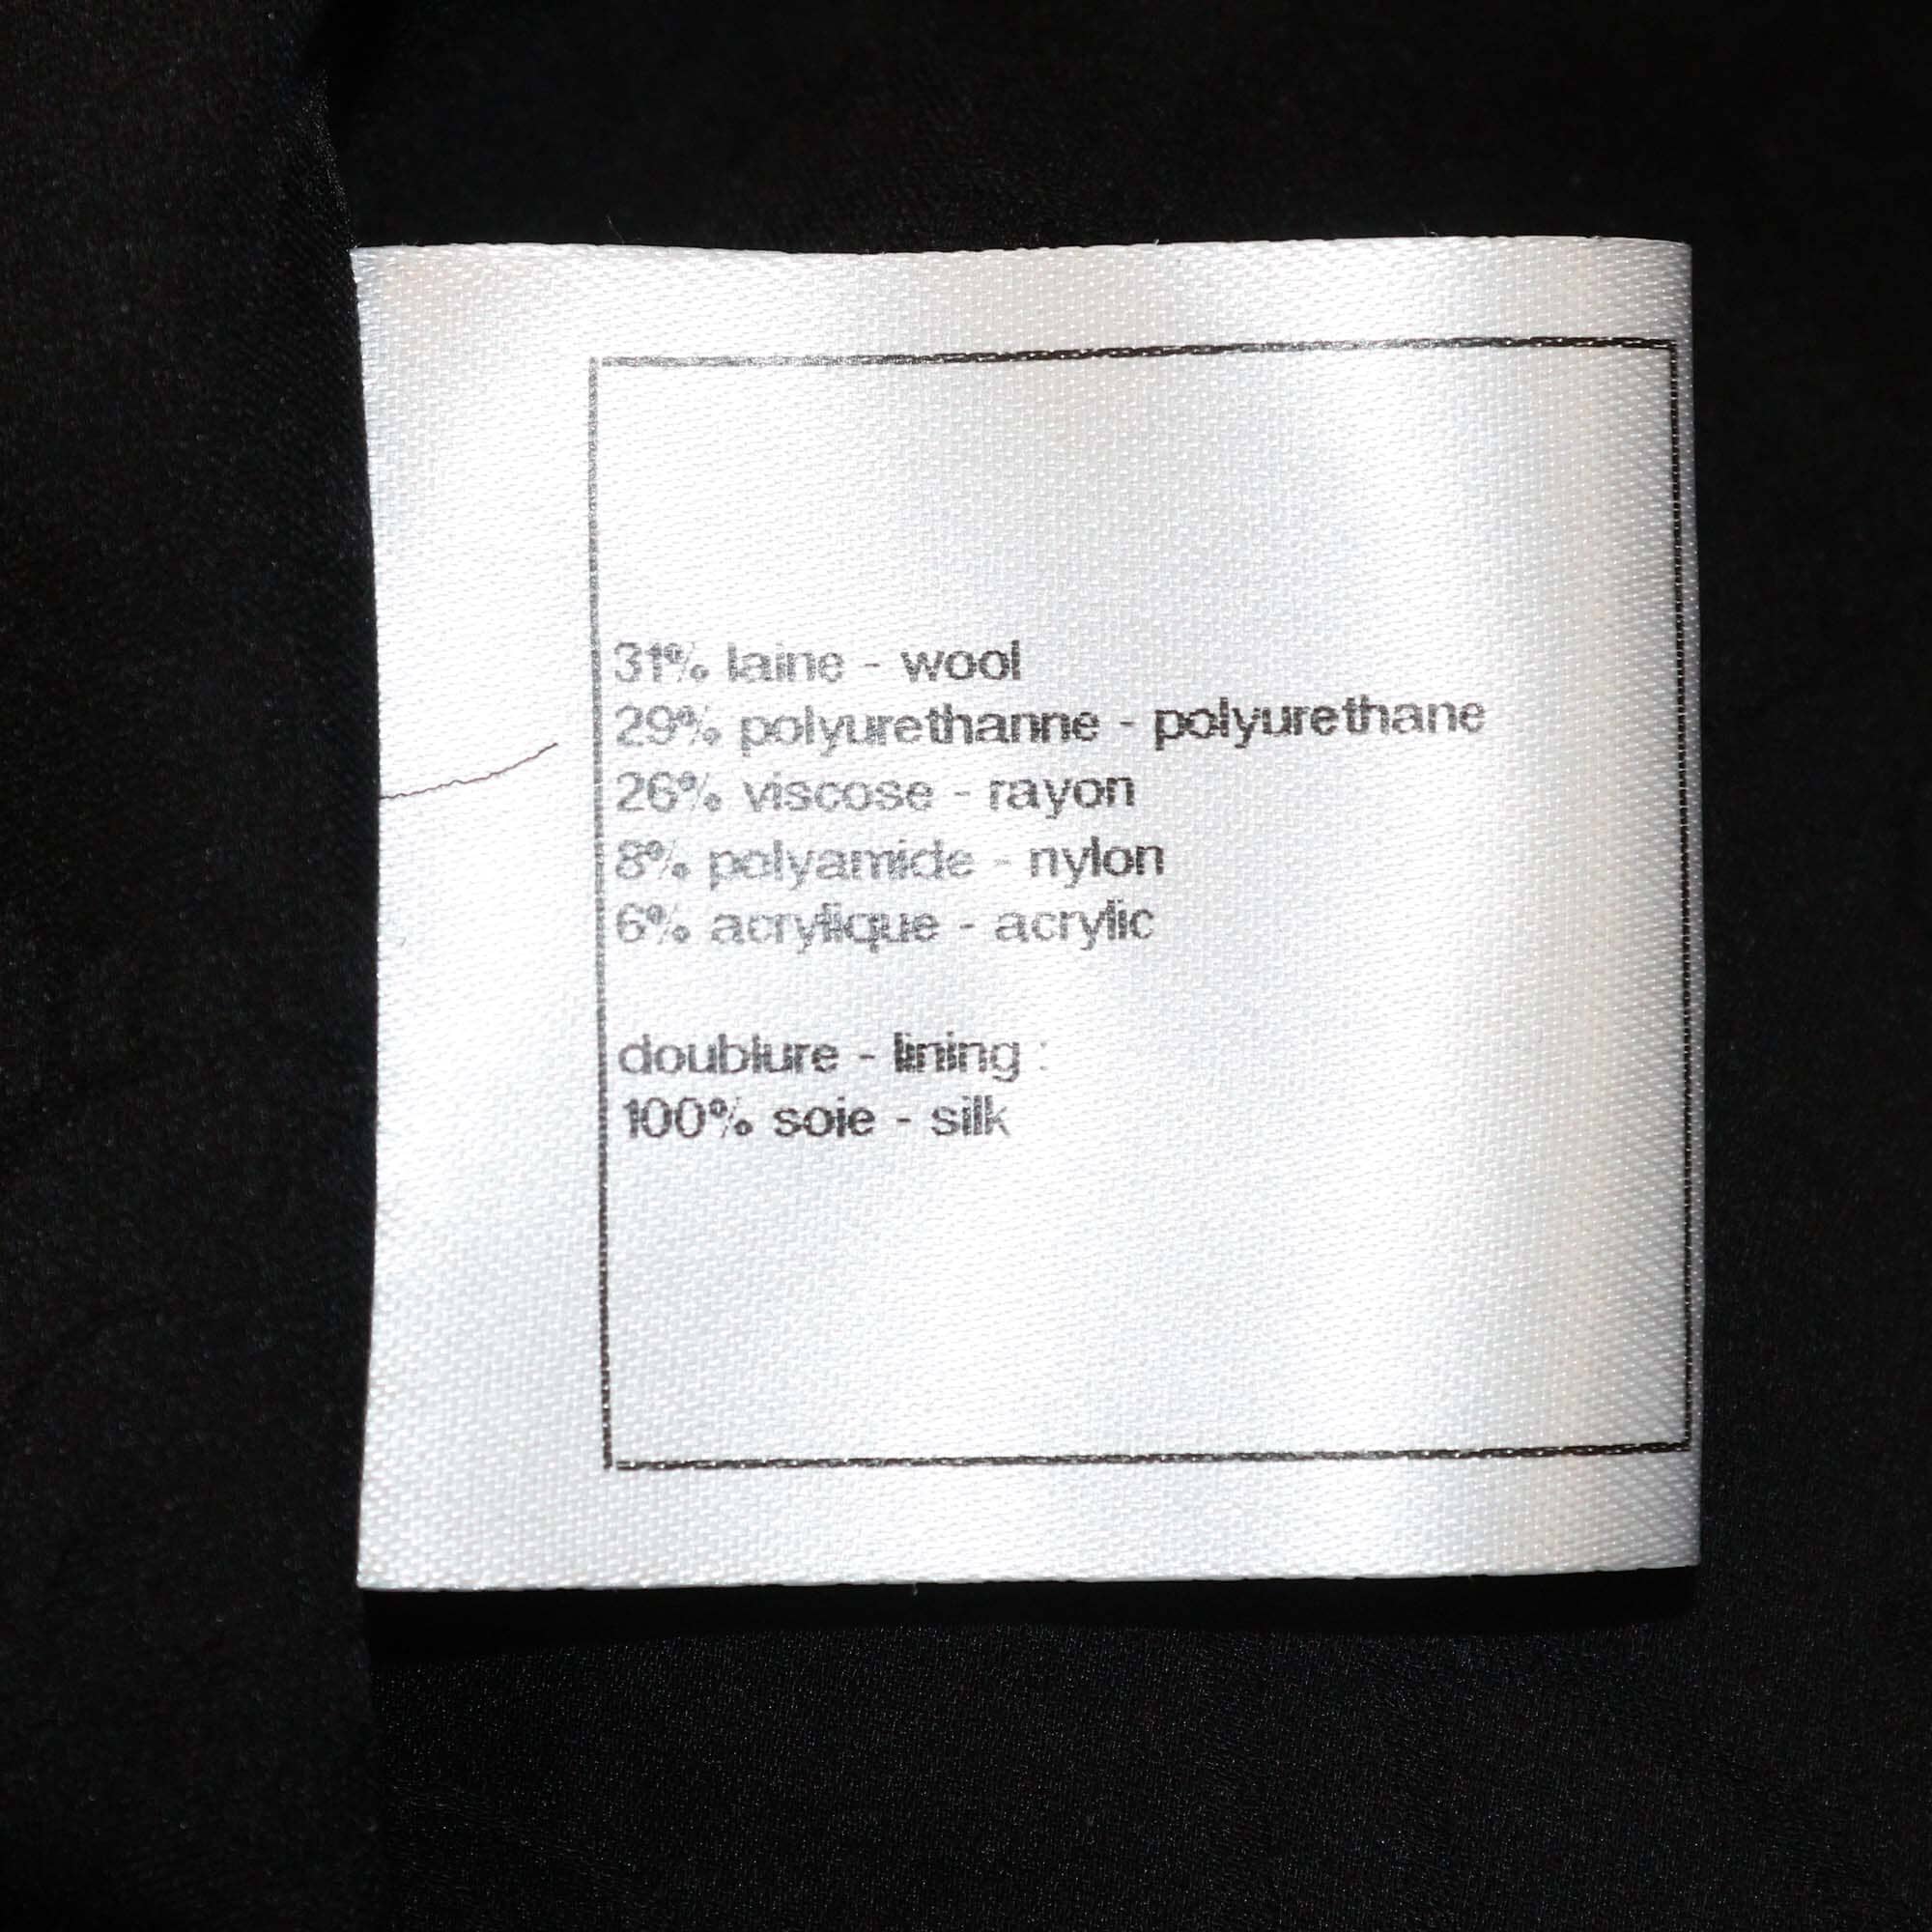 31% laine - wool
29% polyurethanne - polyurethane
26% viscose - rayon
8% polyamide - nylon
6% acrylique - acrylic
doublure - lining :
100% soie - silk